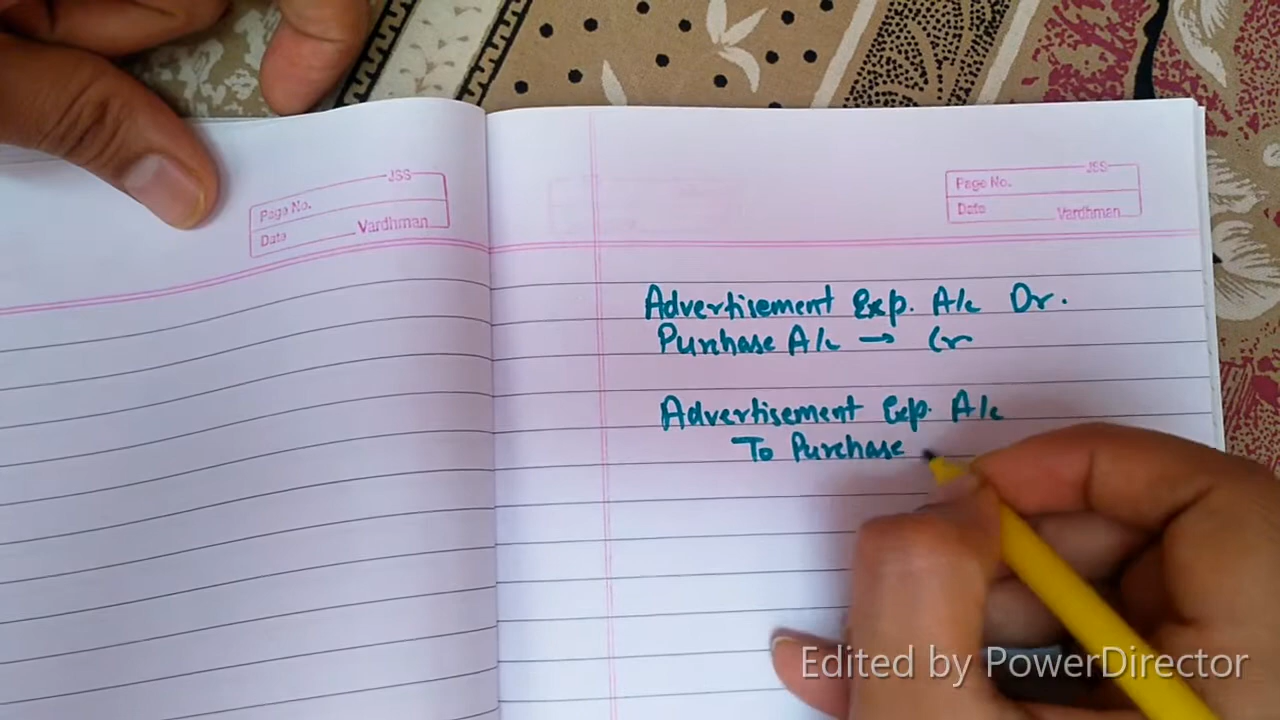 JSS
Page No.
Date Vardhman
JSS
Page No.
Date Vardhman
Advertisement Exp. A/c Dr.
Purchase A/c → Cr
Advertisement Exp. A/c
To Purchase
Edited by PowerDirector